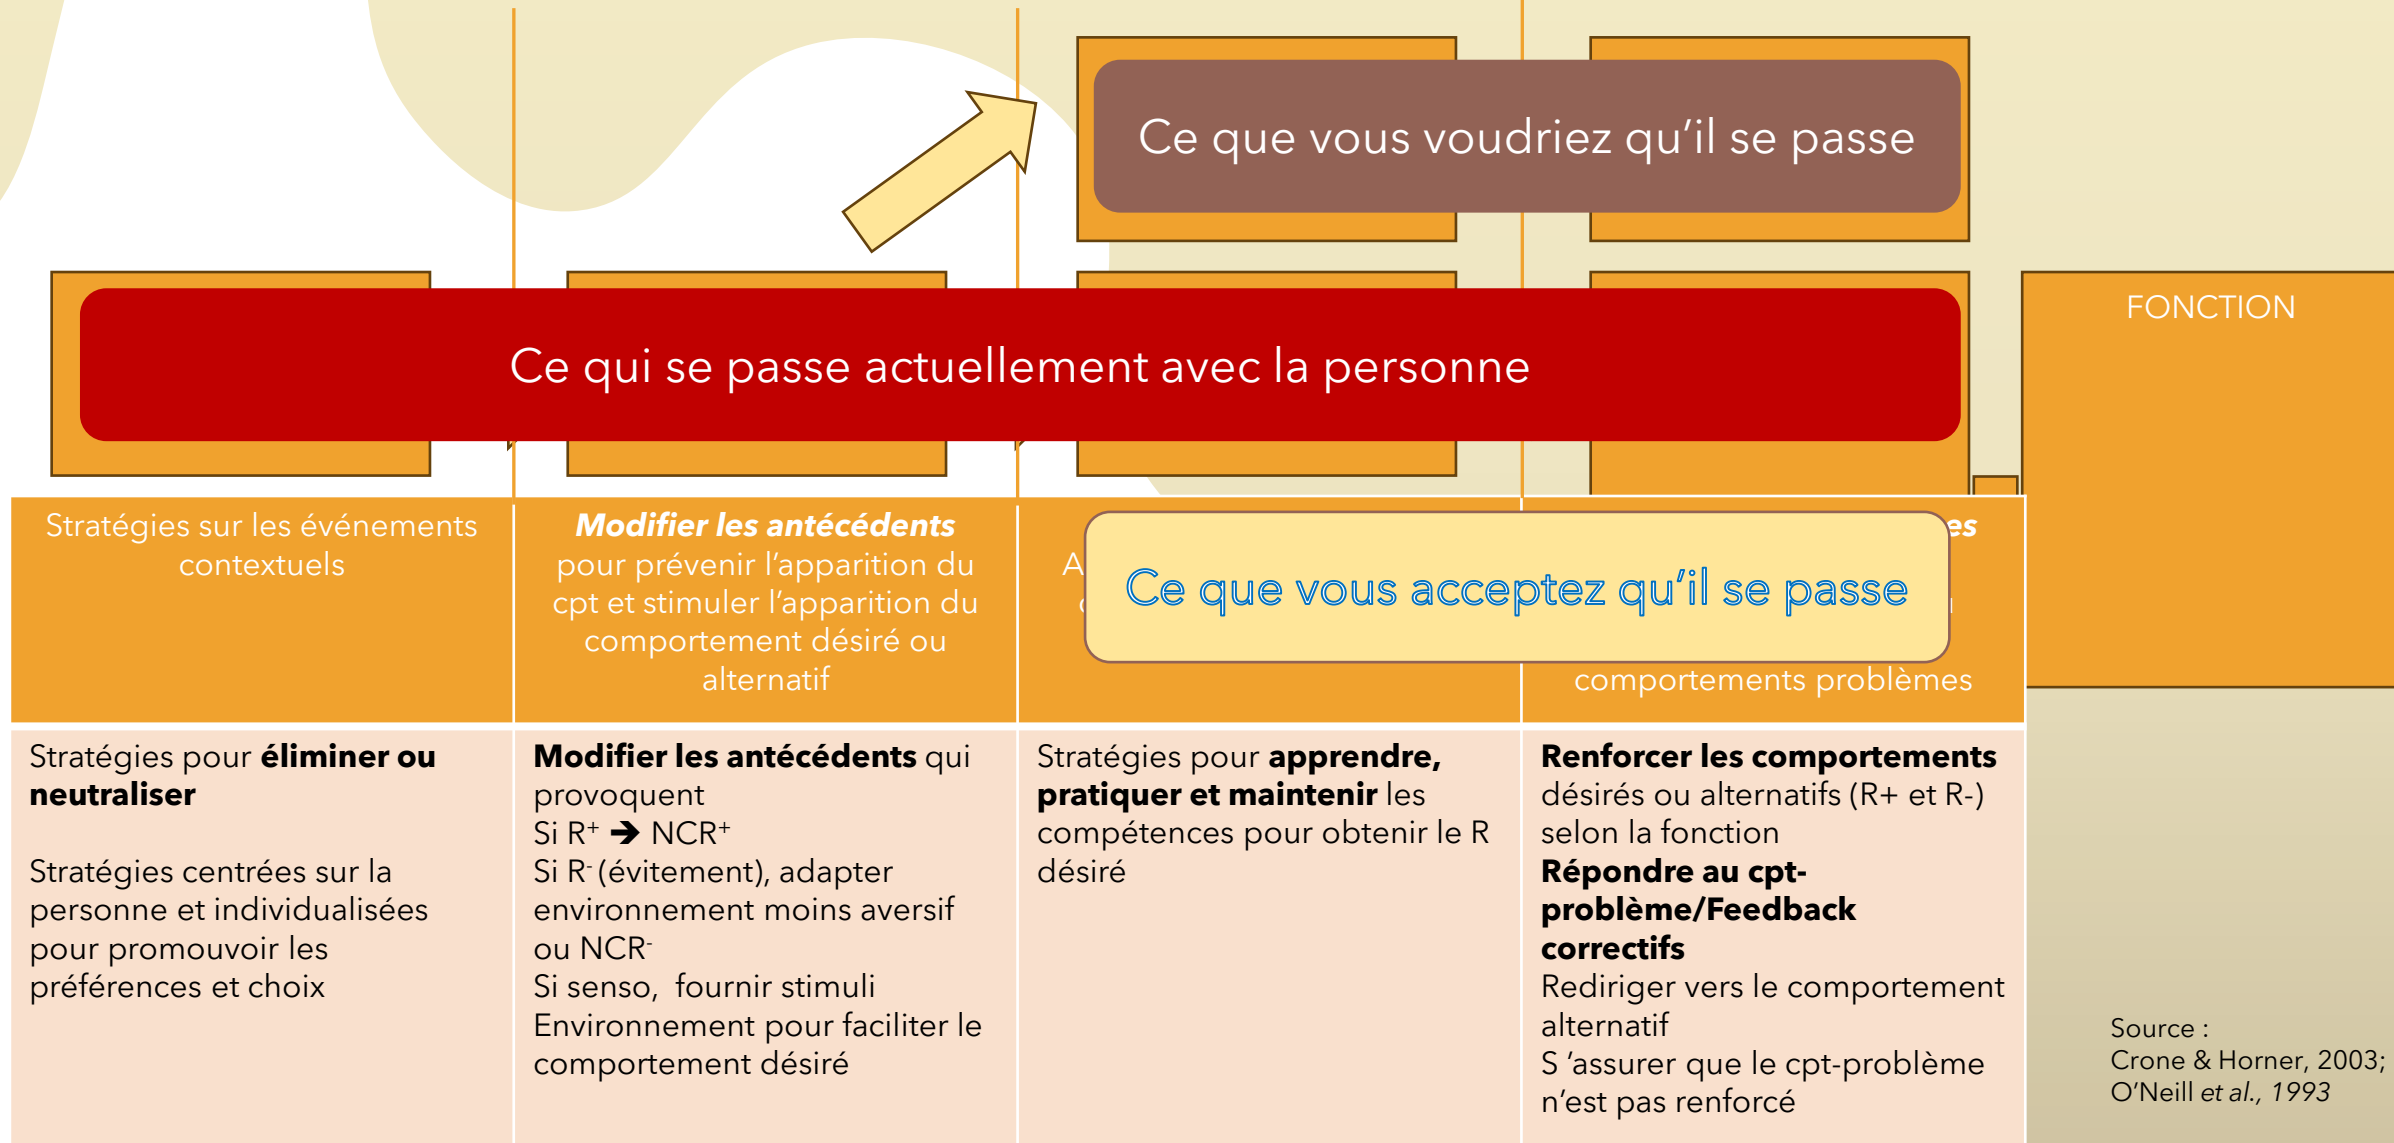 Ce que vous voudriez qu'il se passe
Ce qui se passe actuellement avec la personne
FONCTION
Stratégies sur les événements
contextuels
Modifier les antécédents
pour prévenir l'apparition du
cpt et stimuler l'apparition du
comportement désiré ou
alternatif
Ce que vous acceptez qu'il se passe
comportements problèmes
Stratégies pour éliminer ou
neutraliser
Stratégies centrées sur la
personne et individualisées
pour promouvoir les
préférences et choix
Modifier les antécédents qui
provoquent
Si R⁺ ➔ NCR⁺
Si R⁻ (évitement), adapter
environnement moins aversif
ou NCR⁻
Si senso, fournir stimuli
Environnement pour faciliter le
comportement désiré
Stratégies pour apprendre,
pratiquer et maintenir les
compétences pour obtenir le R
désiré
Renforcer les comportements
désirés ou alternatifs (R+ et R-)
selon la fonction
Répondre au cpt-
problème/Feedback
correctifs
Rediriger vers le comportement
alternatif
S 'assurer que le cpt-problème
n'est pas renforcé
Source :
Crone & Horner, 2003;
O'Neill et al., 1993